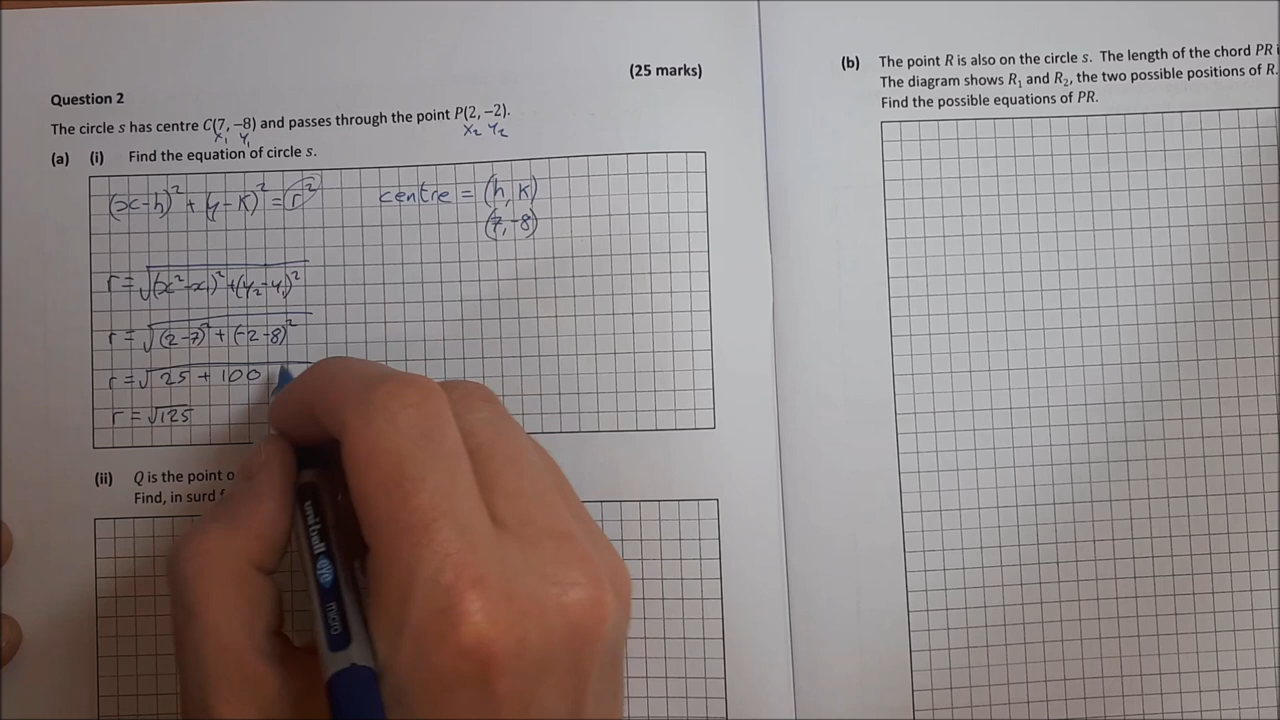 (25 marks)
Question 2
The circle s has centre C(7, −8) and passes through the point P(2, −2).
x₁ y₁ x₂ y₂
(a) (i) Find the equation of circle s.
(x-h)² + (y-k)² = r² centre = (h, k)
(7, -8)
r = √(x²-x₁)² + (y₂-y₁)²
r = √(2-7)² + (-2-8)²
r = √25 + 100
r = √125
(ii) Q is the point o
Find, in surd
uniball eye micro
(b) The point R is also on the circle s. The length of the chord PR i
The diagram shows R₁ and R₂, the two possible positions of R.
Find the possible equations of PR.